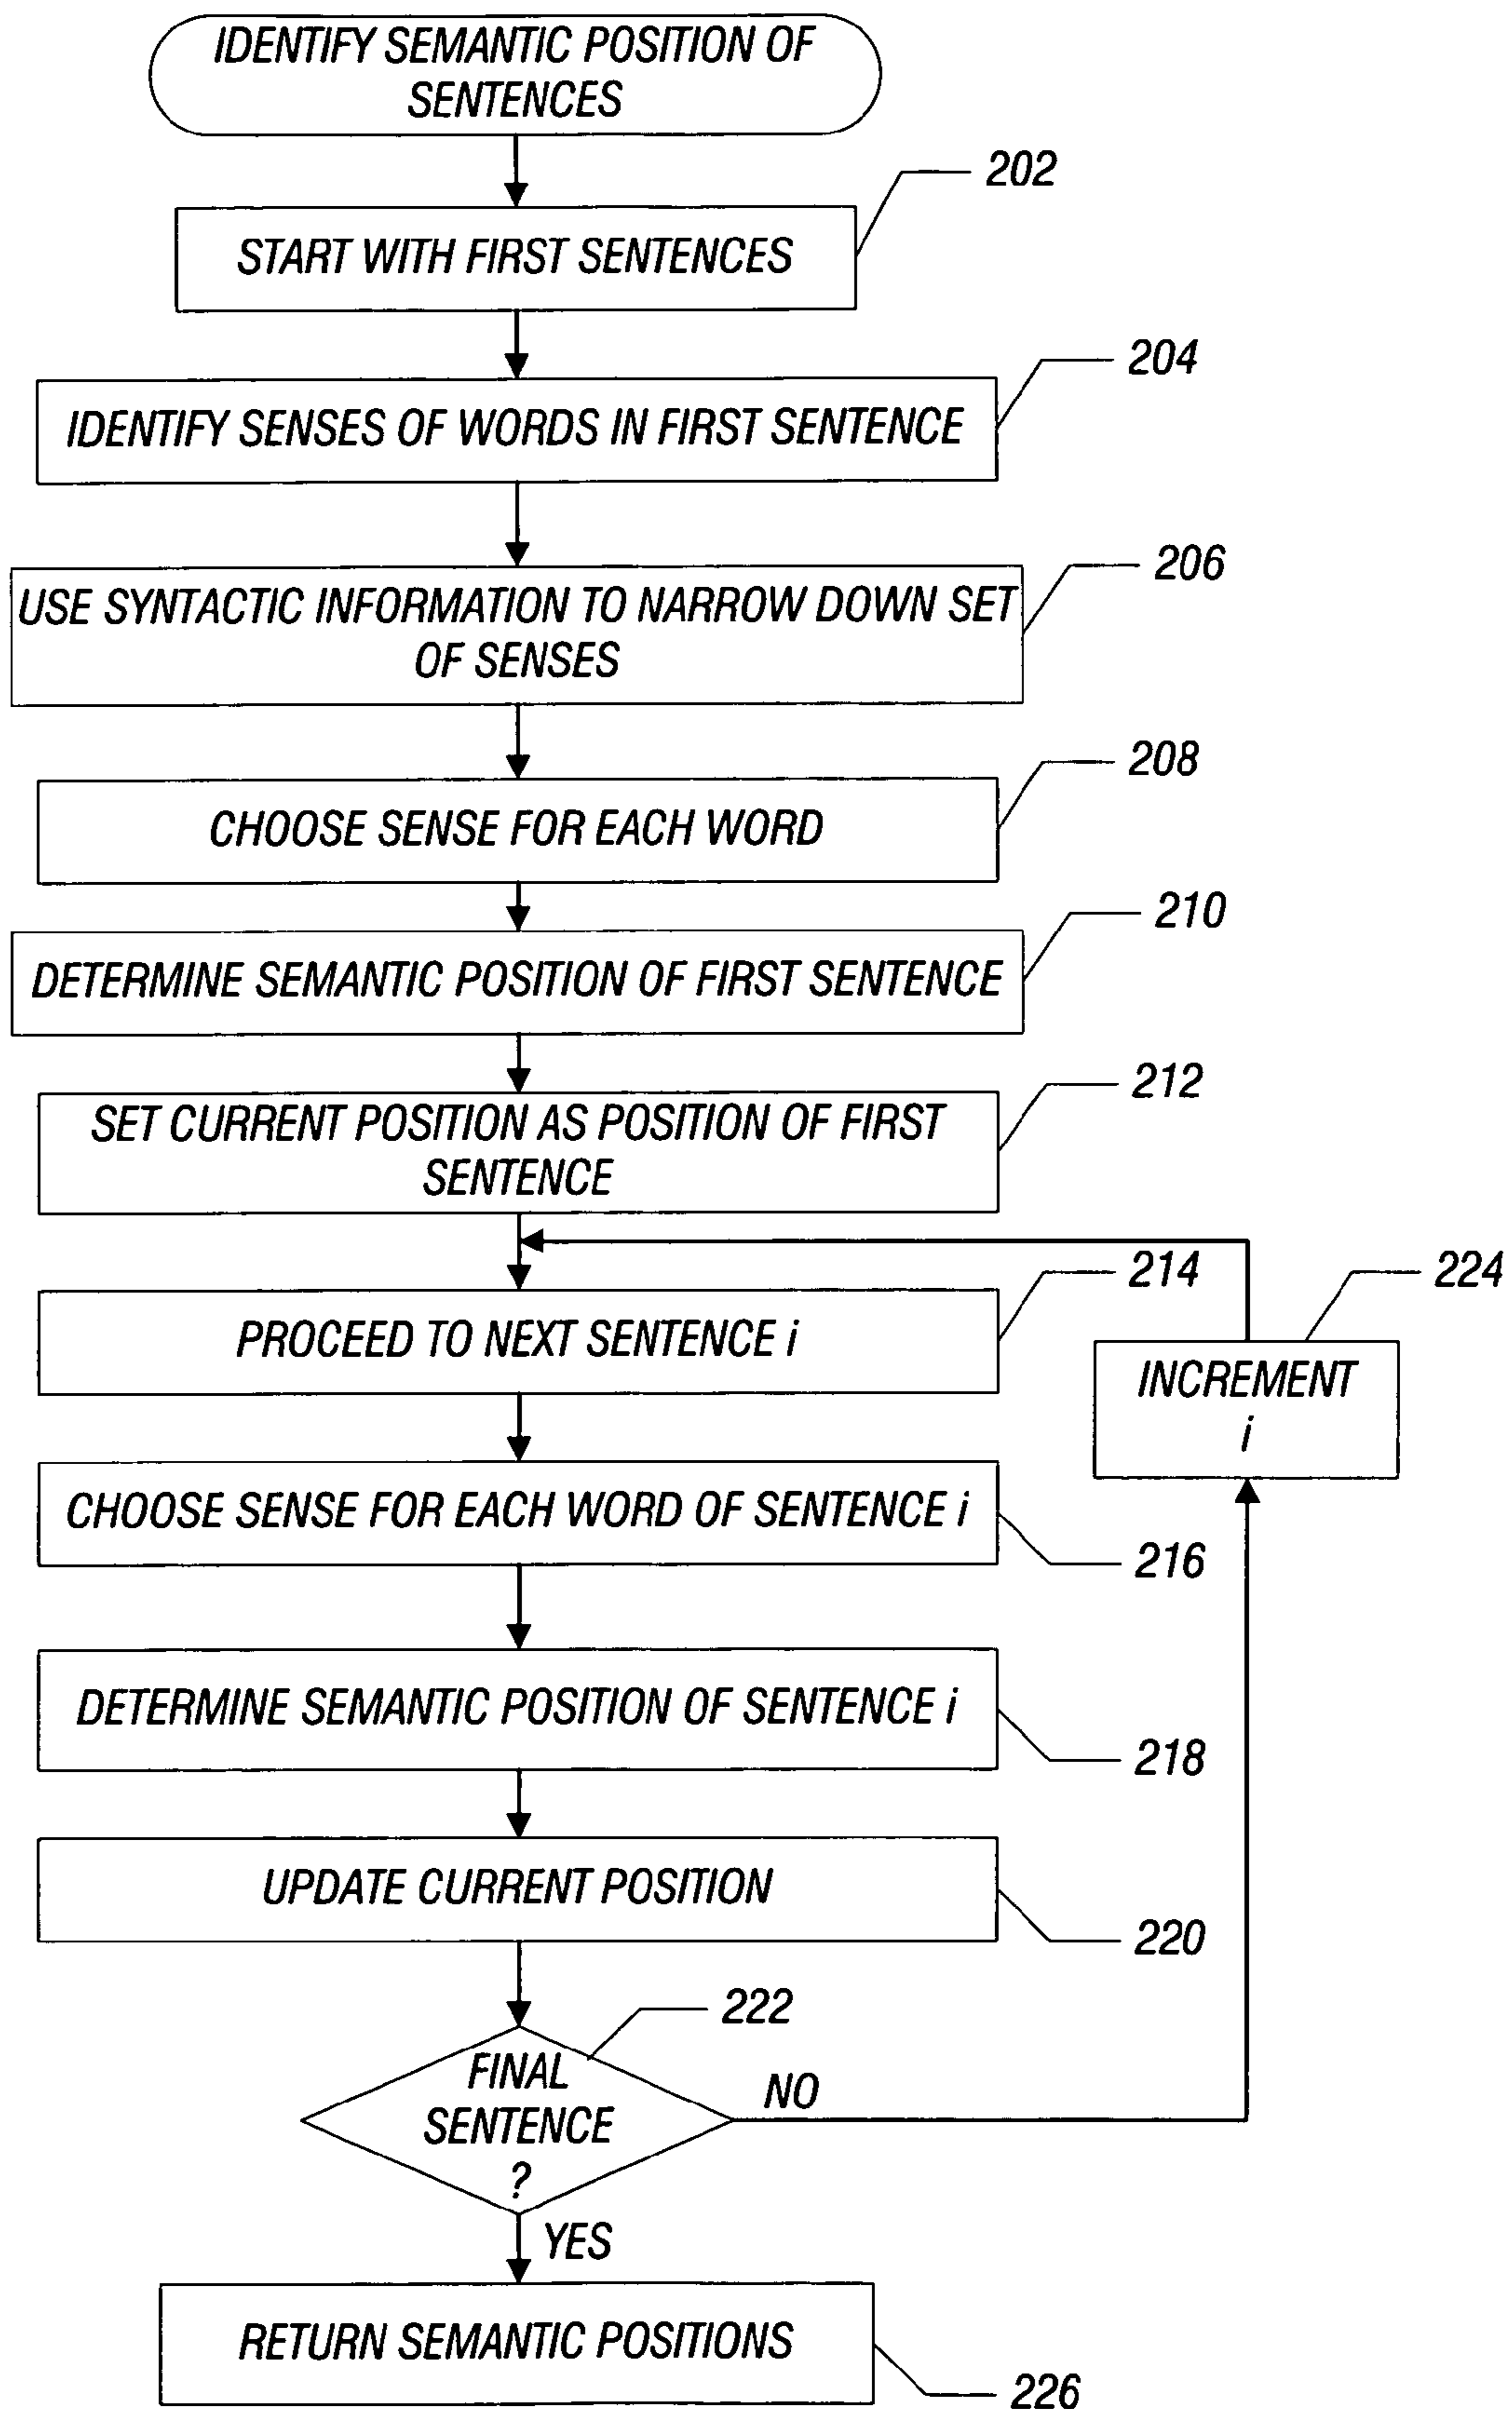 IDENTIFY SEMANTIC POSITION OF
SENTENCES
202
START WITH FIRST SENTENCES
204
IDENTIFY SENSES OF WORDS IN FIRST SENTENCE
206
USE SYNTACTIC INFORMATION TO NARROW DOWN SET
OF SENSES
208
CHOOSE SENSE FOR EACH WORD
210
DETERMINE SEMANTIC POSITION OF FIRST SENTENCE
212
SET CURRENT POSITION AS POSITION OF FIRST
SENTENCE
214
224
PROCEED TO NEXT SENTENCE i
INCREMENT
i
CHOOSE SENSE FOR EACH WORD OF SENTENCE i
216
DETERMINE SEMANTIC POSITION OF SENTENCE i
218
UPDATE CURRENT POSITION
220
222
FINAL
SENTENCE
?
NO
YES
RETURN SEMANTIC POSITIONS
226